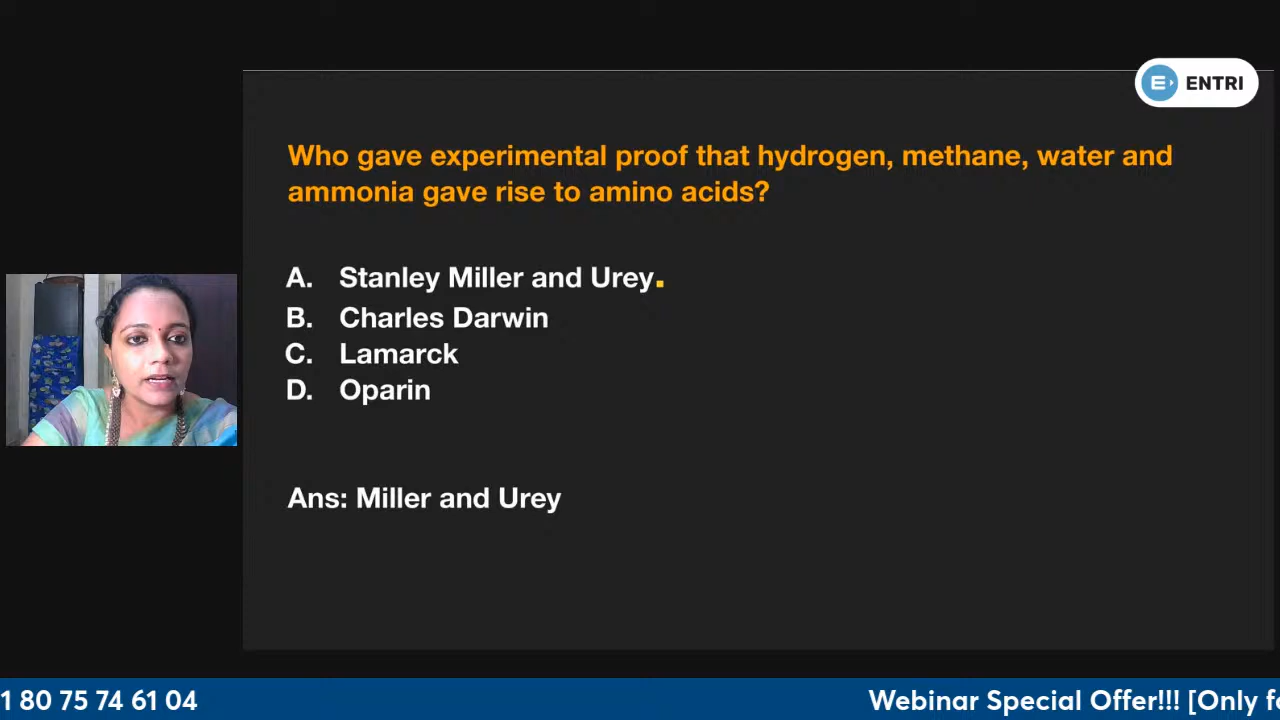 ENTRI
Who gave experimental proof that hydrogen, methane, water and
ammonia gave rise to amino acids?
A. Stanley Miller and Urey.
B. Charles Darwin
C. Lamarck
D. Oparin
Ans: Miller and Urey
1 80 75 74 61 04 Webinar Special Offer!!! [Only fo